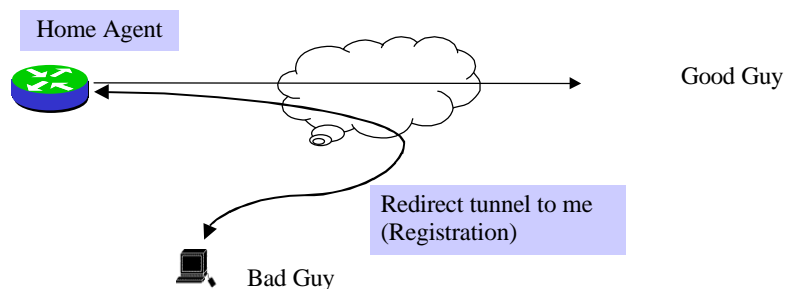 Home Agent
Good Guy
Redirect tunnel to me
(Registration)
Bad Guy